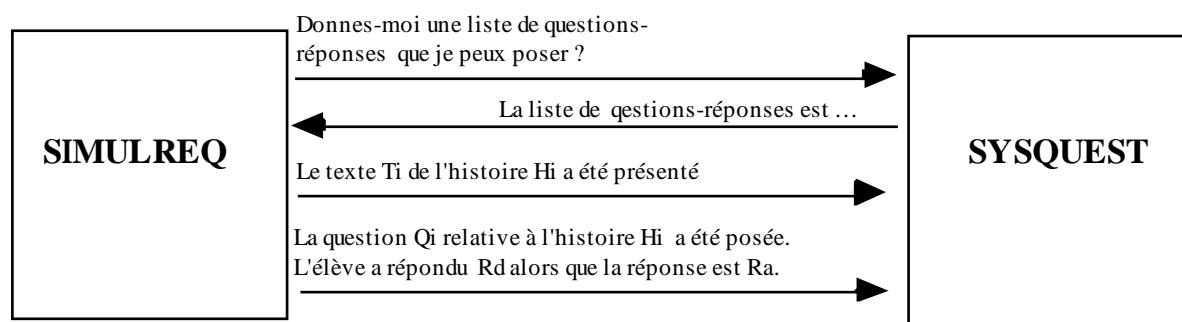 Donnes-moi une liste de questions-
réponses que je peux poser ?
La liste de qestions-réponses est …
SIMULREQ
SYSQUEST
Le texte Ti de l'histoire Hi a été présenté
La question Qi relative à l'histoire Hi a été posée.
L'élève a répondu Rd alors que la réponse est Ra.